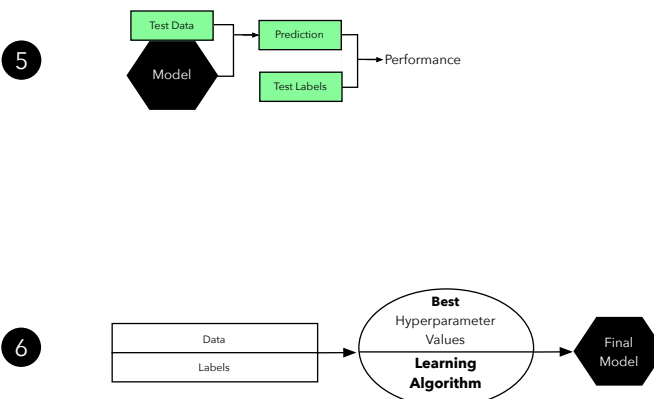 5
Test Data
Model
Prediction
Test Labels
Performance
6
Data
Labels
Best
Hyperparameter
Values
Learning
Algorithm
Final
Model